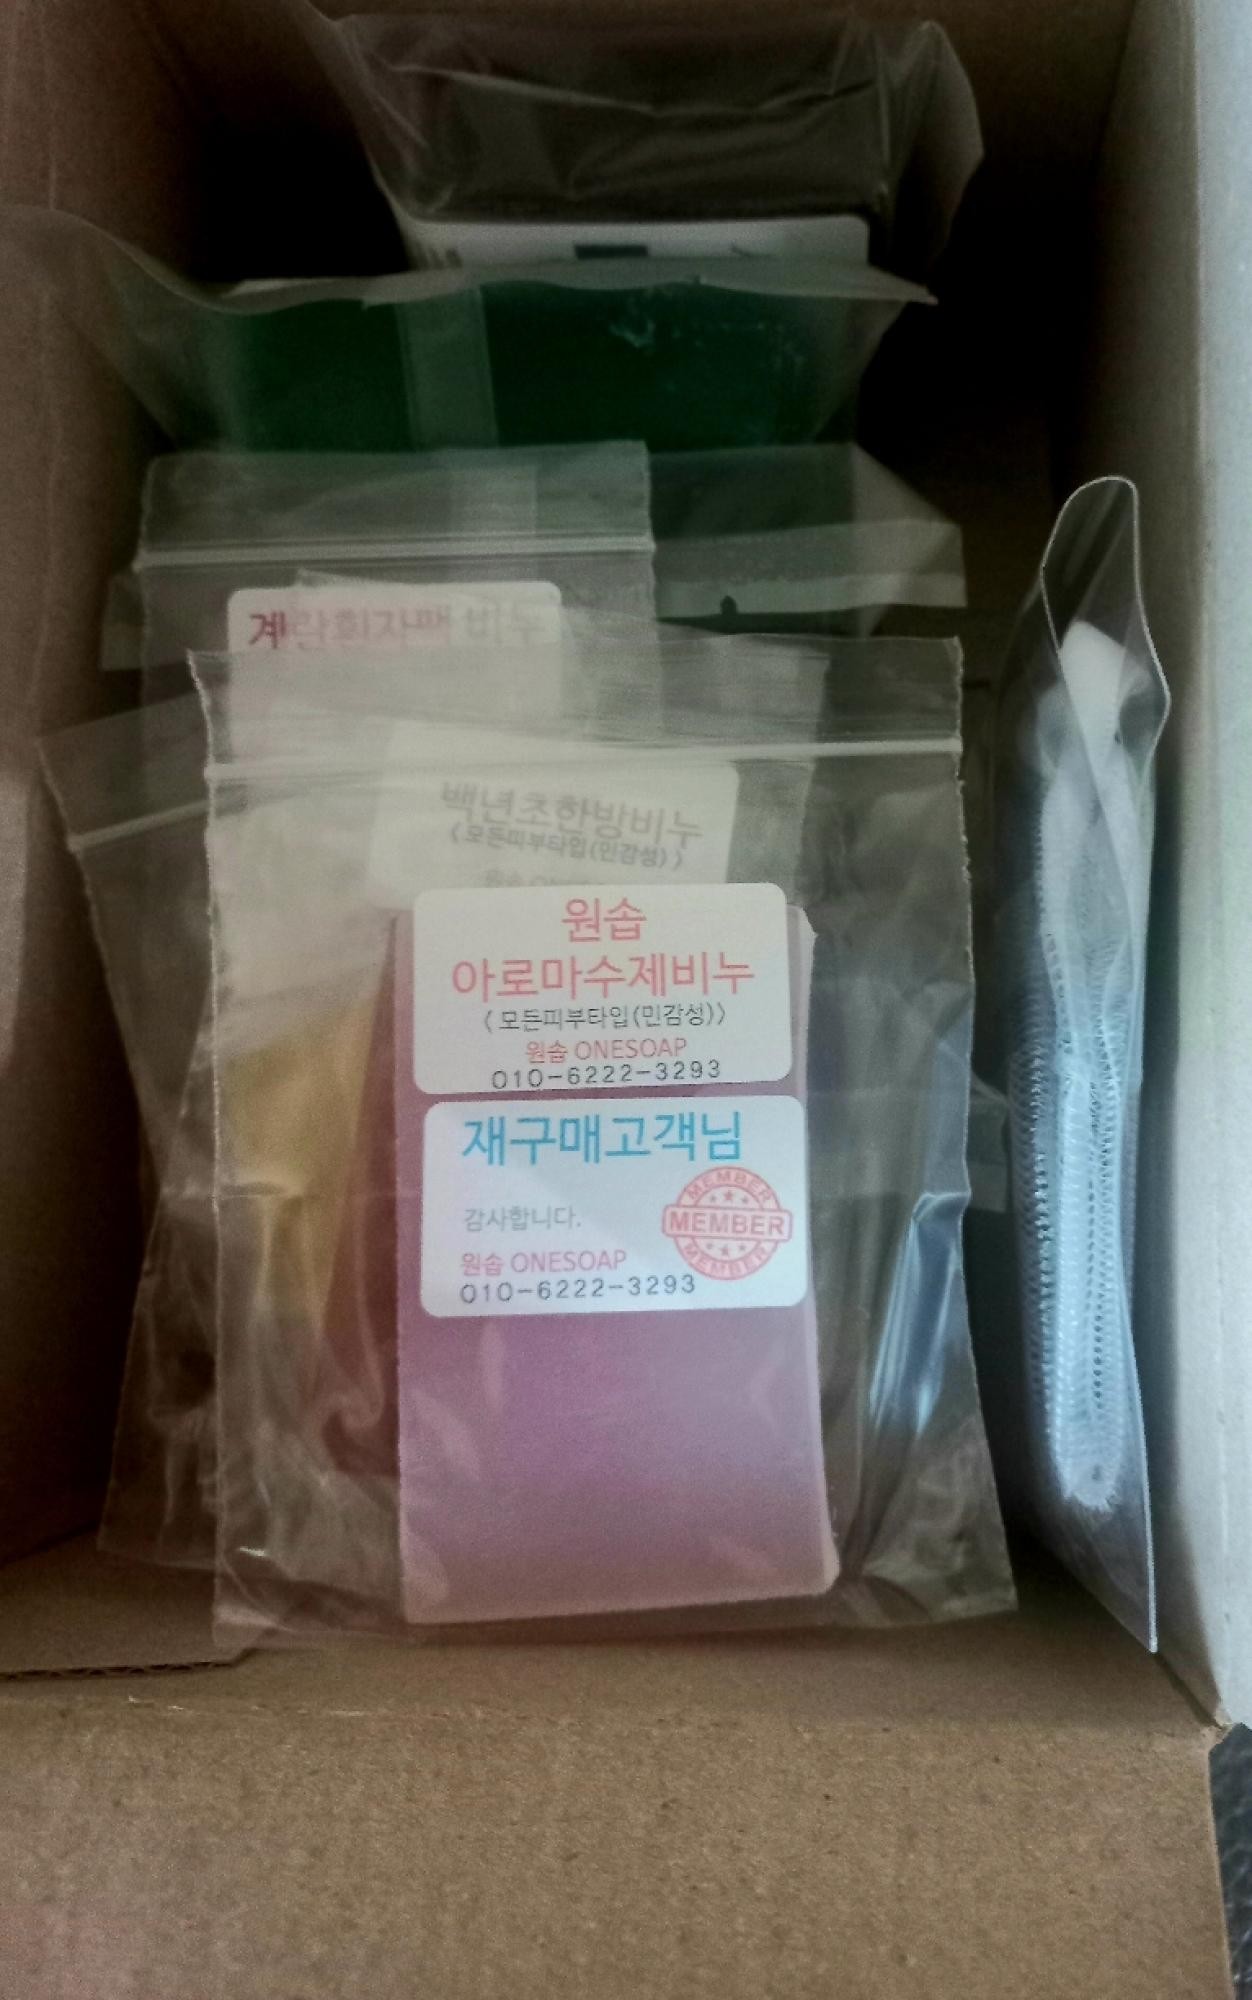 계란흰자팩 비누
백년초한방비누
(모든피부타입(민감성))
원솝
아로마수제비누
〈모든피부타입(민감성)〉
원솝 ONESOAP
010-6222-3293
재구매고객님
감사합니다.
MEMBER
MEMBER
MEMBER
원솝 ONESOAP
010-6222-3293